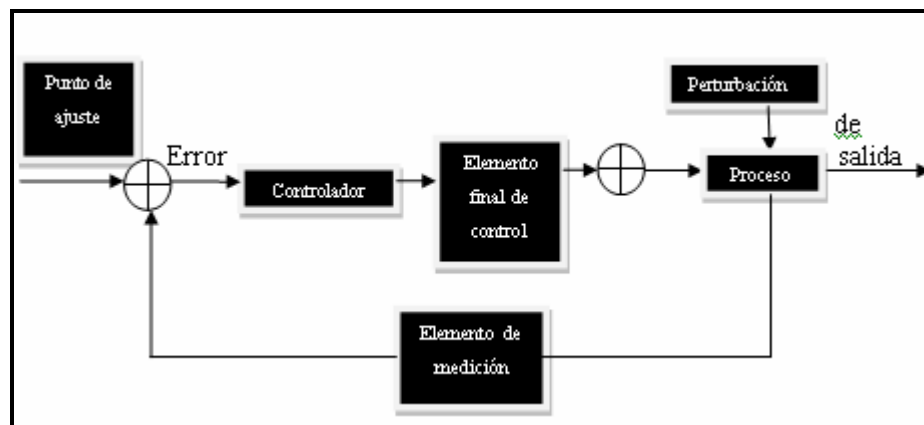 Punto de
ajuste
Error
Controlador
Elemento
final de
control
Perturbación
Proceso
de
salida
Elemento de
medición